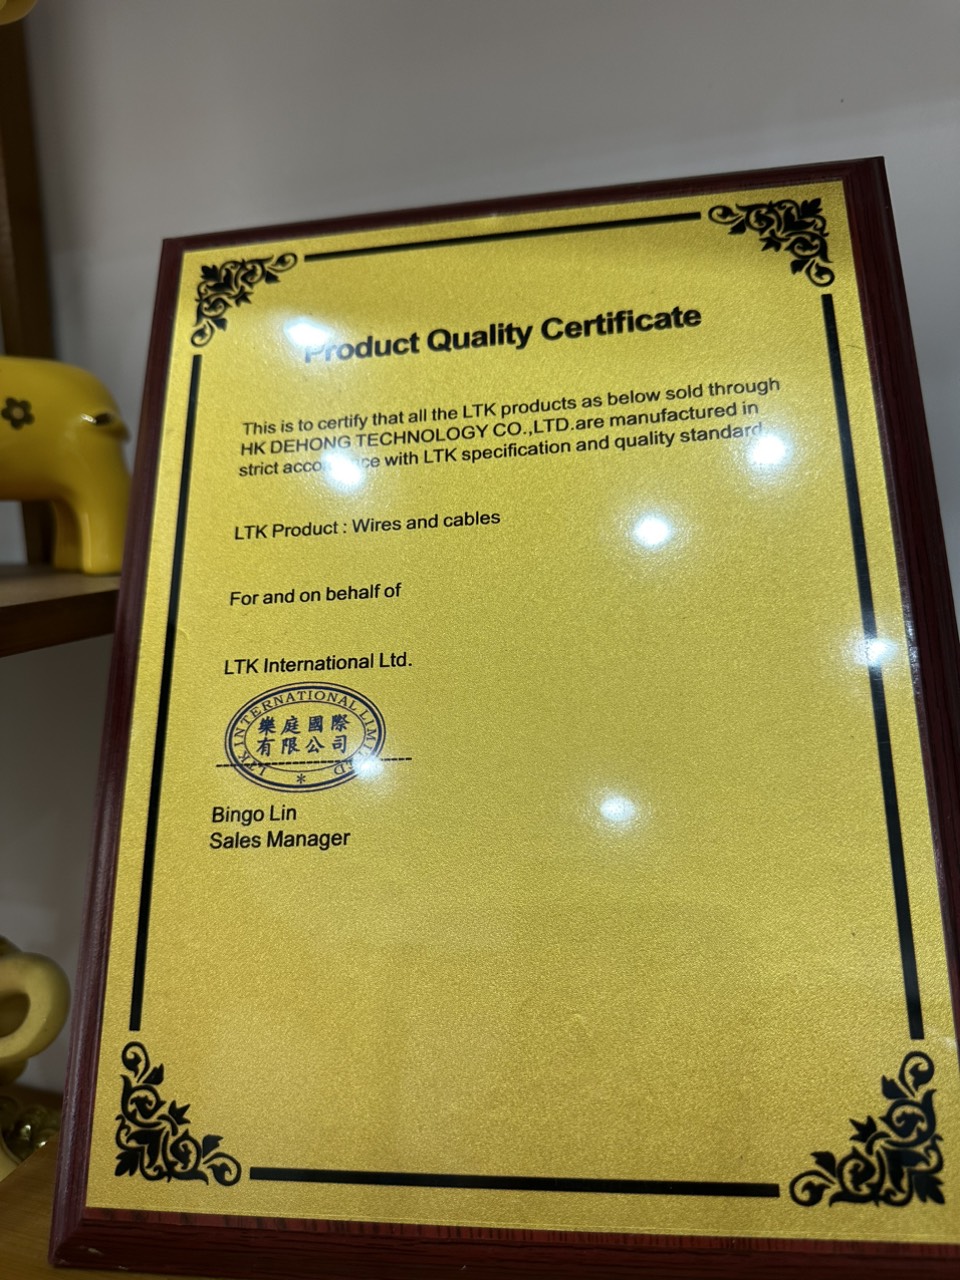 Product Quality Certificate
This is to certify that all the LTK products as below sold through
HK DEHONG TECHNOLOGY CO.,LTD.are manufactured in
strict with LTK specification and quality standard
LTK Product : Wires and cables
For and on behalf of
LTK International Ltd.
LTK INTERNATIONAL LIMITED
樂庭國際
有限公司
*
Bingo Lin
Sales Manager